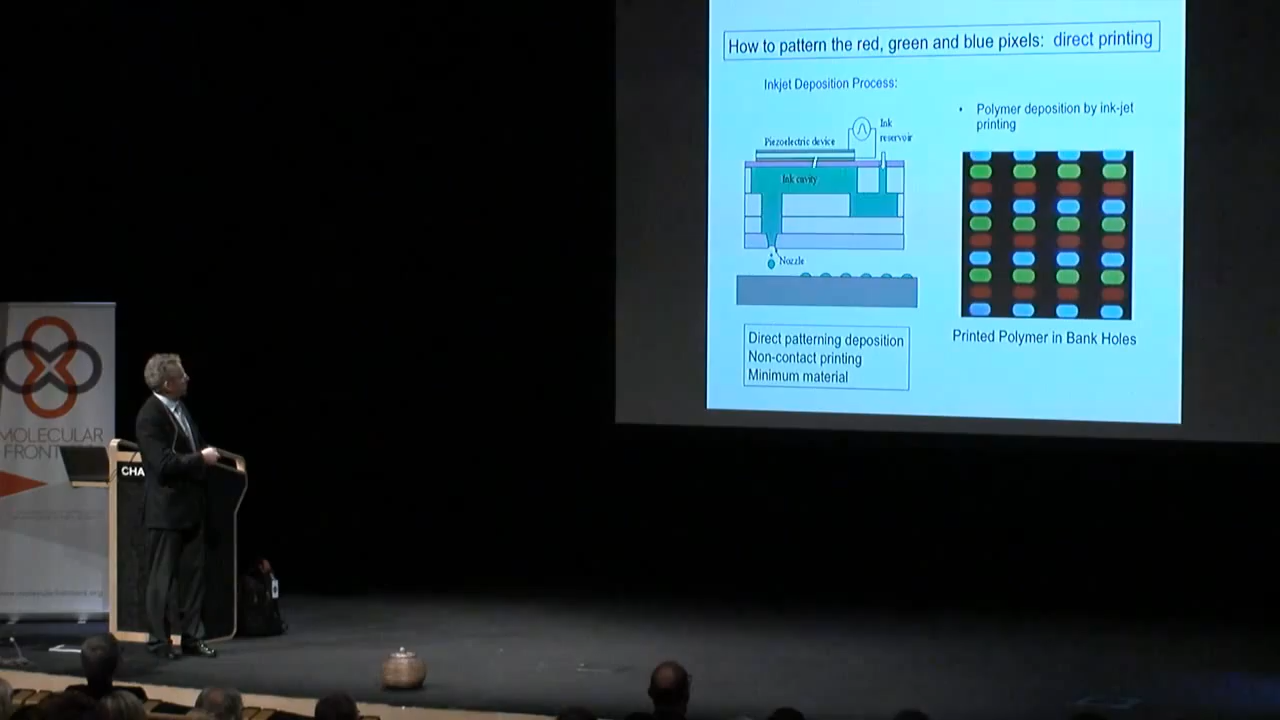 How to pattern the red, green and blue pixels: direct printing
Inkjet Deposition Process:
• Polymer deposition by ink-jet
printing
Ink
reservoir
Piezoelectric device
Ink cavity
Nozzle
Printed Polymer in Bank Holes
Direct patterning deposition
Non-contact printing
Minimum material
MOLECULAR
FRONT
CHA